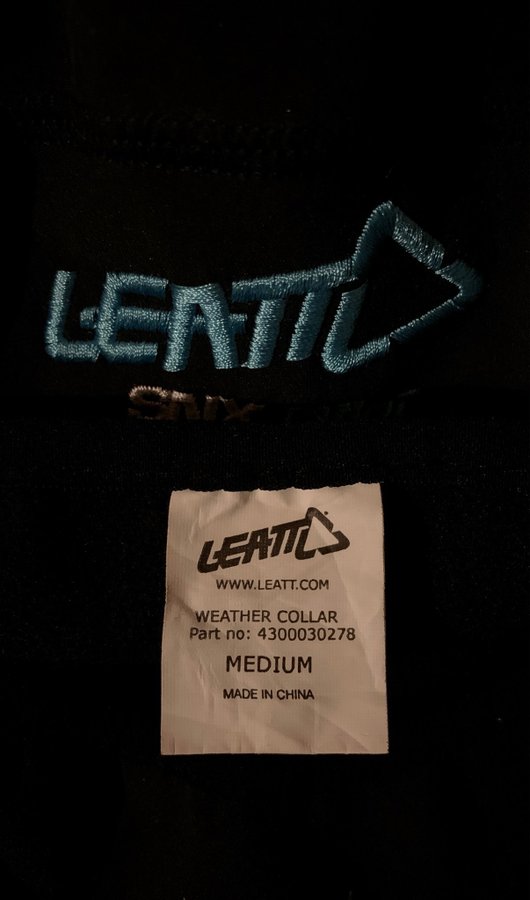 LEATT
LEATT
WWW.LEATT.COM
WEATHER COLLAR
Part no: 4300030278
MEDIUM
MADE IN CHINA